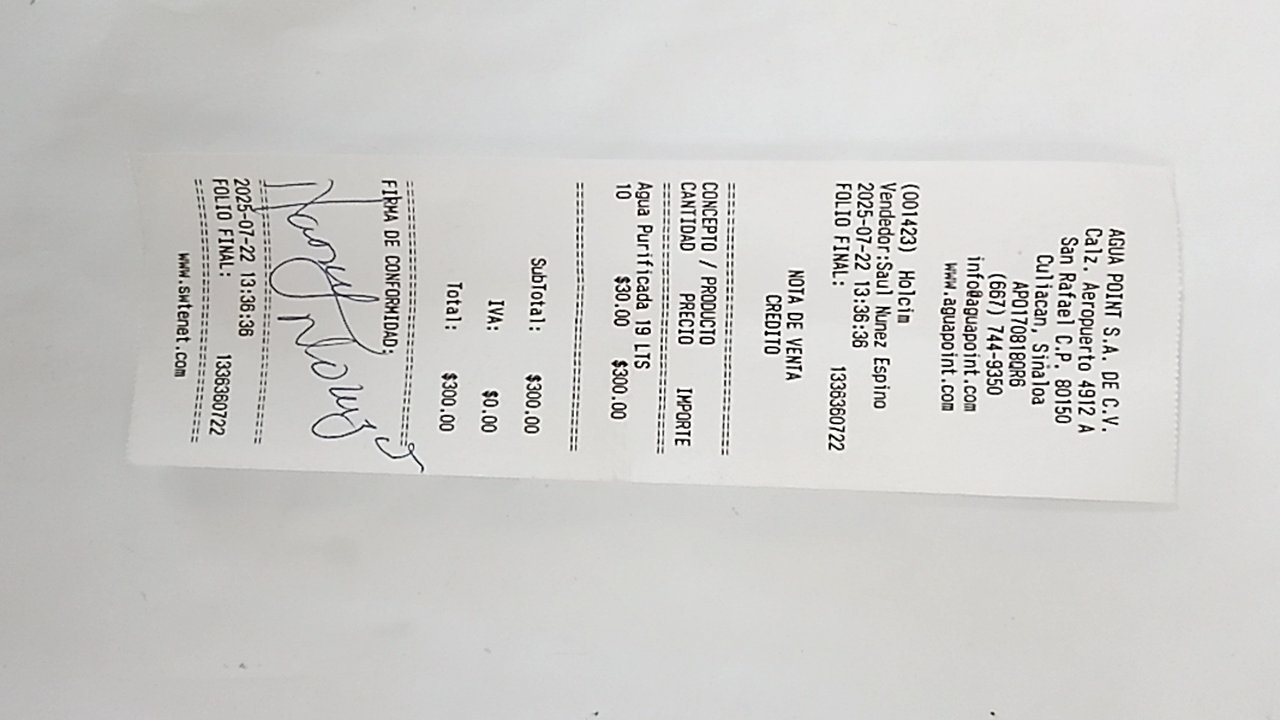 AGUA POINT S.A. DE C.V.
Calz. Aeropuerto 4912 A
San Rafael C.P. 80150
Culiacan, Sinaloa
APO170818QR6
(667) 744-9350
info@aguapoint.com
www.aguapoint.com
(001423) Holcim
Vendedor:Saul Nunez Espino
2025-07-22 13:36:36
FOLIO FINAL: 1336360722
NOTA DE VENTA
CREDITO
==============================
CONCEPTO / PRODUCTO
CANTIDAD PRECIO IMPORTE
==============================
Agua Purificada 19 LTS
10 $30.00 $300.00
==============================
SubTotal: $300.00
IVA: $0.00
Total: $300.00
==============================
FIRMA DE CONFORMIDAD:
==============================
2025-07-22 13:36:36
FOLIO FINAL: 1336360722
==============================
www.swtenet.com